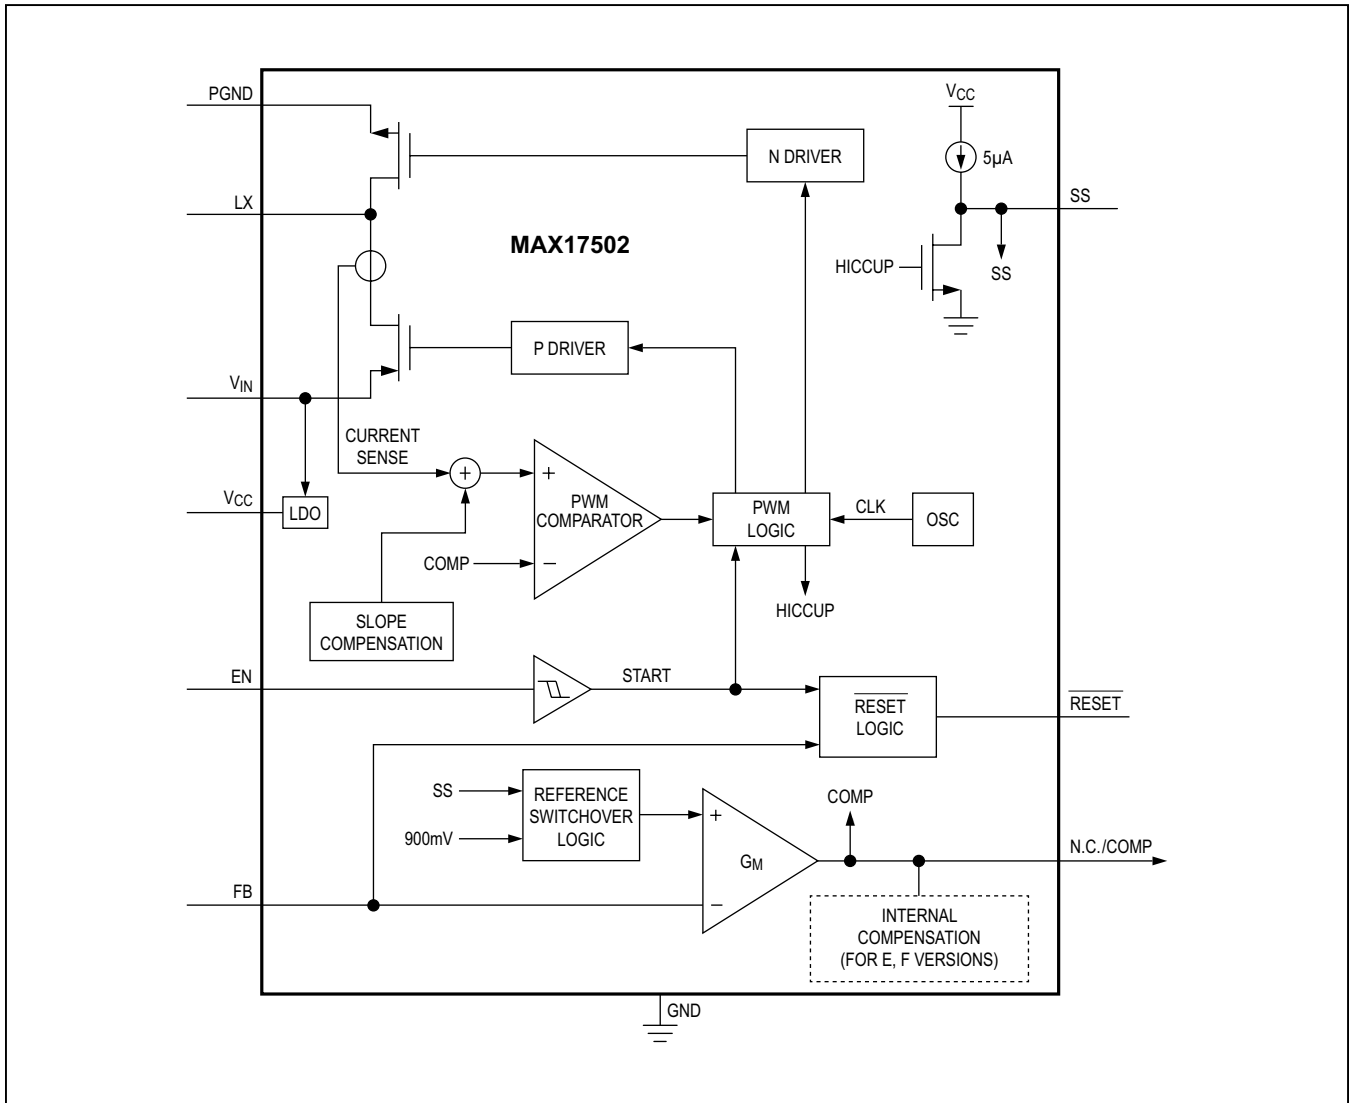 PGND
N DRIVER
VCC
5µA
LX
SS
MAX17502
HICCUP
SS
P DRIVER
VIN
CURRENT
SENSE
+
+
VCC
LDO
PWM
COMPARATOR
PWM
LOGIC
CLK
OSC
COMP
−
HICCUP
SLOPE
COMPENSATION
EN
START
RESET
LOGIC
RESET
SS
REFERENCE
SWITCHOVER
LOGIC
900mV
+
COMP
GM
N.C./COMP
FB
−
INTERNAL
COMPENSATION
(FOR E, F VERSIONS)
GND